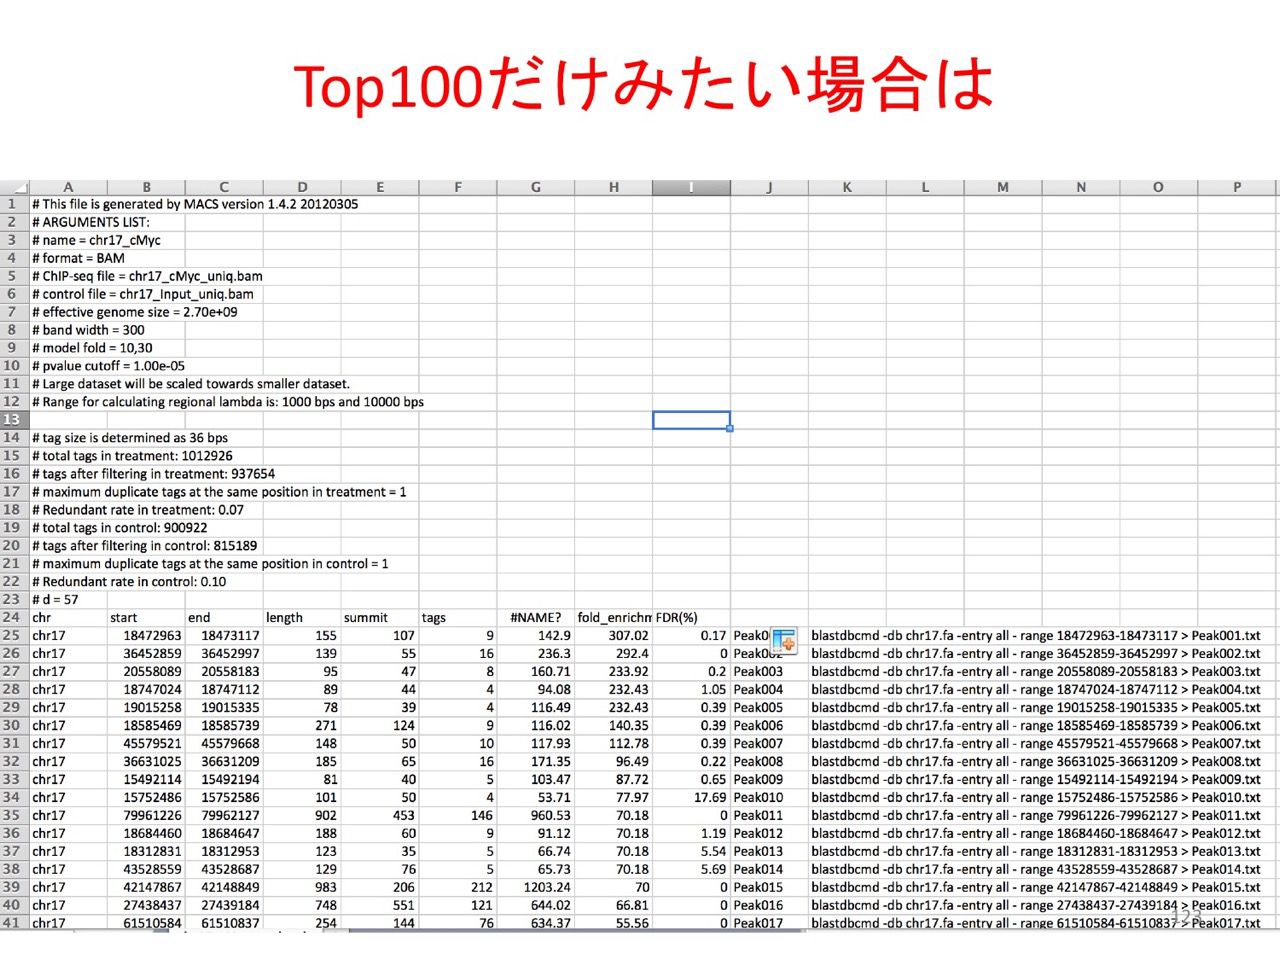 Top100だけみたい場合は
A B C D E F G H I J K L M N O P
1 # This file is generated by MACS version 1.4.2 20120305
2 # ARGUMENTS LIST:
3 # name = chr17_cMyc
4 # format = BAM
5 # ChIP-seq file = chr17_cMyc_uniq.bam
6 # control file = chr17_Input_uniq.bam
7 # effective genome size = 2.70e+09
8 # band width = 300
9 # model fold = 10,30
10 # pvalue cutoff = 1.00e-05
11 # Large dataset will be scaled towards smaller dataset.
12 # Range for calculating regional lambda is: 1000 bps and 10000 bps
13
14 # tag size is determined as 36 bps
15 # total tags in treatment: 1012926
16 # tags after filtering in treatment: 937654
17 # maximum duplicate tags at the same position in treatment = 1
18 # Redundant rate in treatment: 0.07
19 # total tags in control: 900922
20 # tags after filtering in control: 815189
21 # maximum duplicate tags at the same position in control = 1
22 # Redundant rate in control: 0.10
23 # d = 57
24 chr start end length summit tags #NAME? fold_enrichm FDR(%)
25 chr17 18472963 18473117 155 107 9 142.9 307.02 0.17 Peak0 blastdbcmd -db chr17.fa -entry all - range 18472963-18473117 > Peak001.txt
26 chr17 36452859 36452997 139 55 16 236.3 292.4 0 Peak002 blastdbcmd -db chr17.fa -entry all - range 36452859-36452997 > Peak002.txt
27 chr17 20558089 20558183 95 47 8 160.71 233.92 0.2 Peak003 blastdbcmd -db chr17.fa -entry all - range 20558089-20558183 > Peak003.txt
28 chr17 18747024 18747112 89 44 4 94.08 232.43 1.05 Peak004 blastdbcmd -db chr17.fa -entry all - range 18747024-18747112 > Peak004.txt
29 chr17 19015258 19015335 78 39 4 116.49 232.43 0.39 Peak005 blastdbcmd -db chr17.fa -entry all - range 19015258-19015335 > Peak005.txt
30 chr17 18585469 18585739 271 124 9 116.02 140.35 0.39 Peak006 blastdbcmd -db chr17.fa -entry all - range 18585469-18585739 > Peak006.txt
31 chr17 45579521 45579668 148 50 10 117.93 112.78 0.39 Peak007 blastdbcmd -db chr17.fa -entry all - range 45579521-45579668 > Peak007.txt
32 chr17 36631025 36631209 185 65 16 171.35 96.49 0.22 Peak008 blastdbcmd -db chr17.fa -entry all - range 36631025-36631209 > Peak008.txt
33 chr17 15492114 15492194 81 40 5 103.47 87.72 0.65 Peak009 blastdbcmd -db chr17.fa -entry all - range 15492114-15492194 > Peak009.txt
34 chr17 15752486 15752586 101 50 4 53.71 77.97 17.69 Peak010 blastdbcmd -db chr17.fa -entry all - range 15752486-15752586 > Peak010.txt
35 chr17 79961226 79962127 902 453 146 960.53 70.18 0 Peak011 blastdbcmd -db chr17.fa -entry all - range 79961226-79962127 > Peak011.txt
36 chr17 18684460 18684647 188 60 9 91.12 70.18 1.19 Peak012 blastdbcmd -db chr17.fa -entry all - range 18684460-18684647 > Peak012.txt
37 chr17 18312831 18312953 123 35 5 66.74 70.18 5.54 Peak013 blastdbcmd -db chr17.fa -entry all - range 18312831-18312953 > Peak013.txt
38 chr17 43528559 43528687 129 76 5 65.73 70.18 5.69 Peak014 blastdbcmd -db chr17.fa -entry all - range 43528559-43528687 > Peak014.txt
39 chr17 42147867 42148849 983 206 212 1203.24 70 0 Peak015 blastdbcmd -db chr17.fa -entry all - range 42147867-42148849 > Peak015.txt
40 chr17 27438437 27439184 748 551 121 644.02 66.81 0 Peak016 blastdbcmd -db chr17.fa -entry all - range 27438437-27439184 > Peak016.txt
41 chr17 61510584 61510837 254 144 76 634.37 55.56 0 Peak017 blastdbcmd -db chr17.fa -entry all - range 61510584-61510837 > Peak017.txt
123